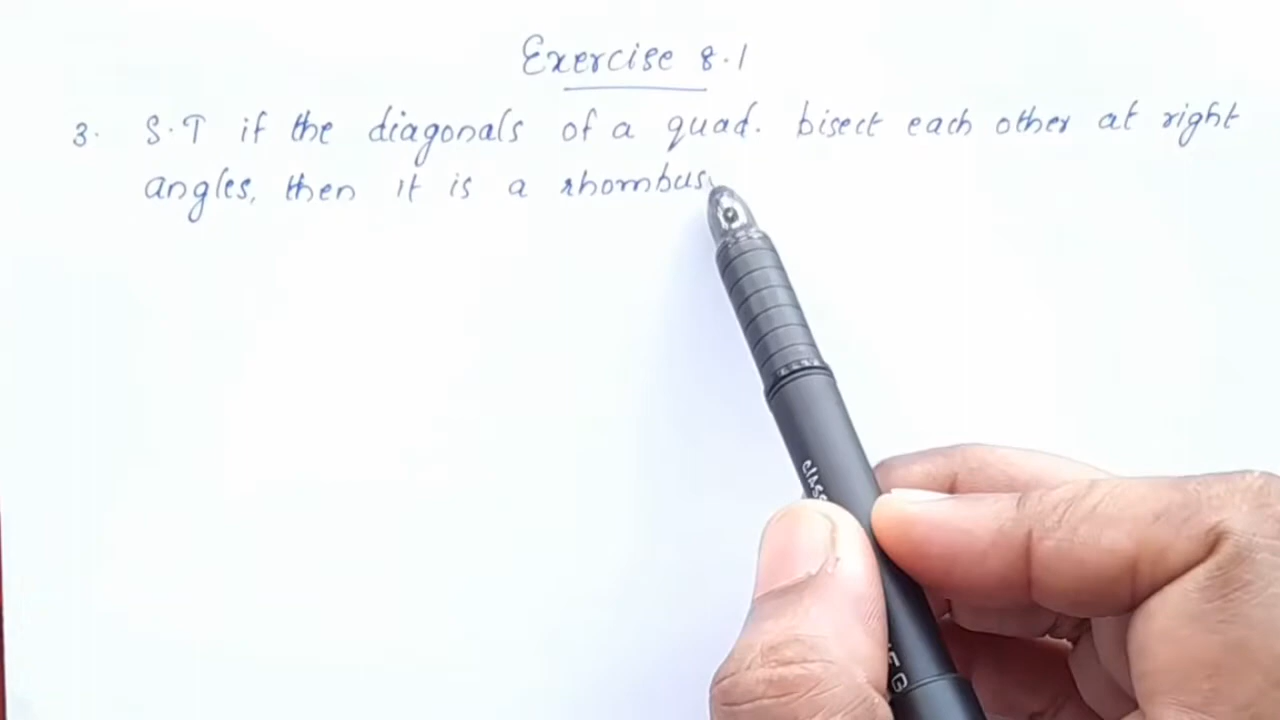 Exercise 8.1
3. S.T if the diagonals of a quad. bisect each other at right
angles, then it is a rhombus